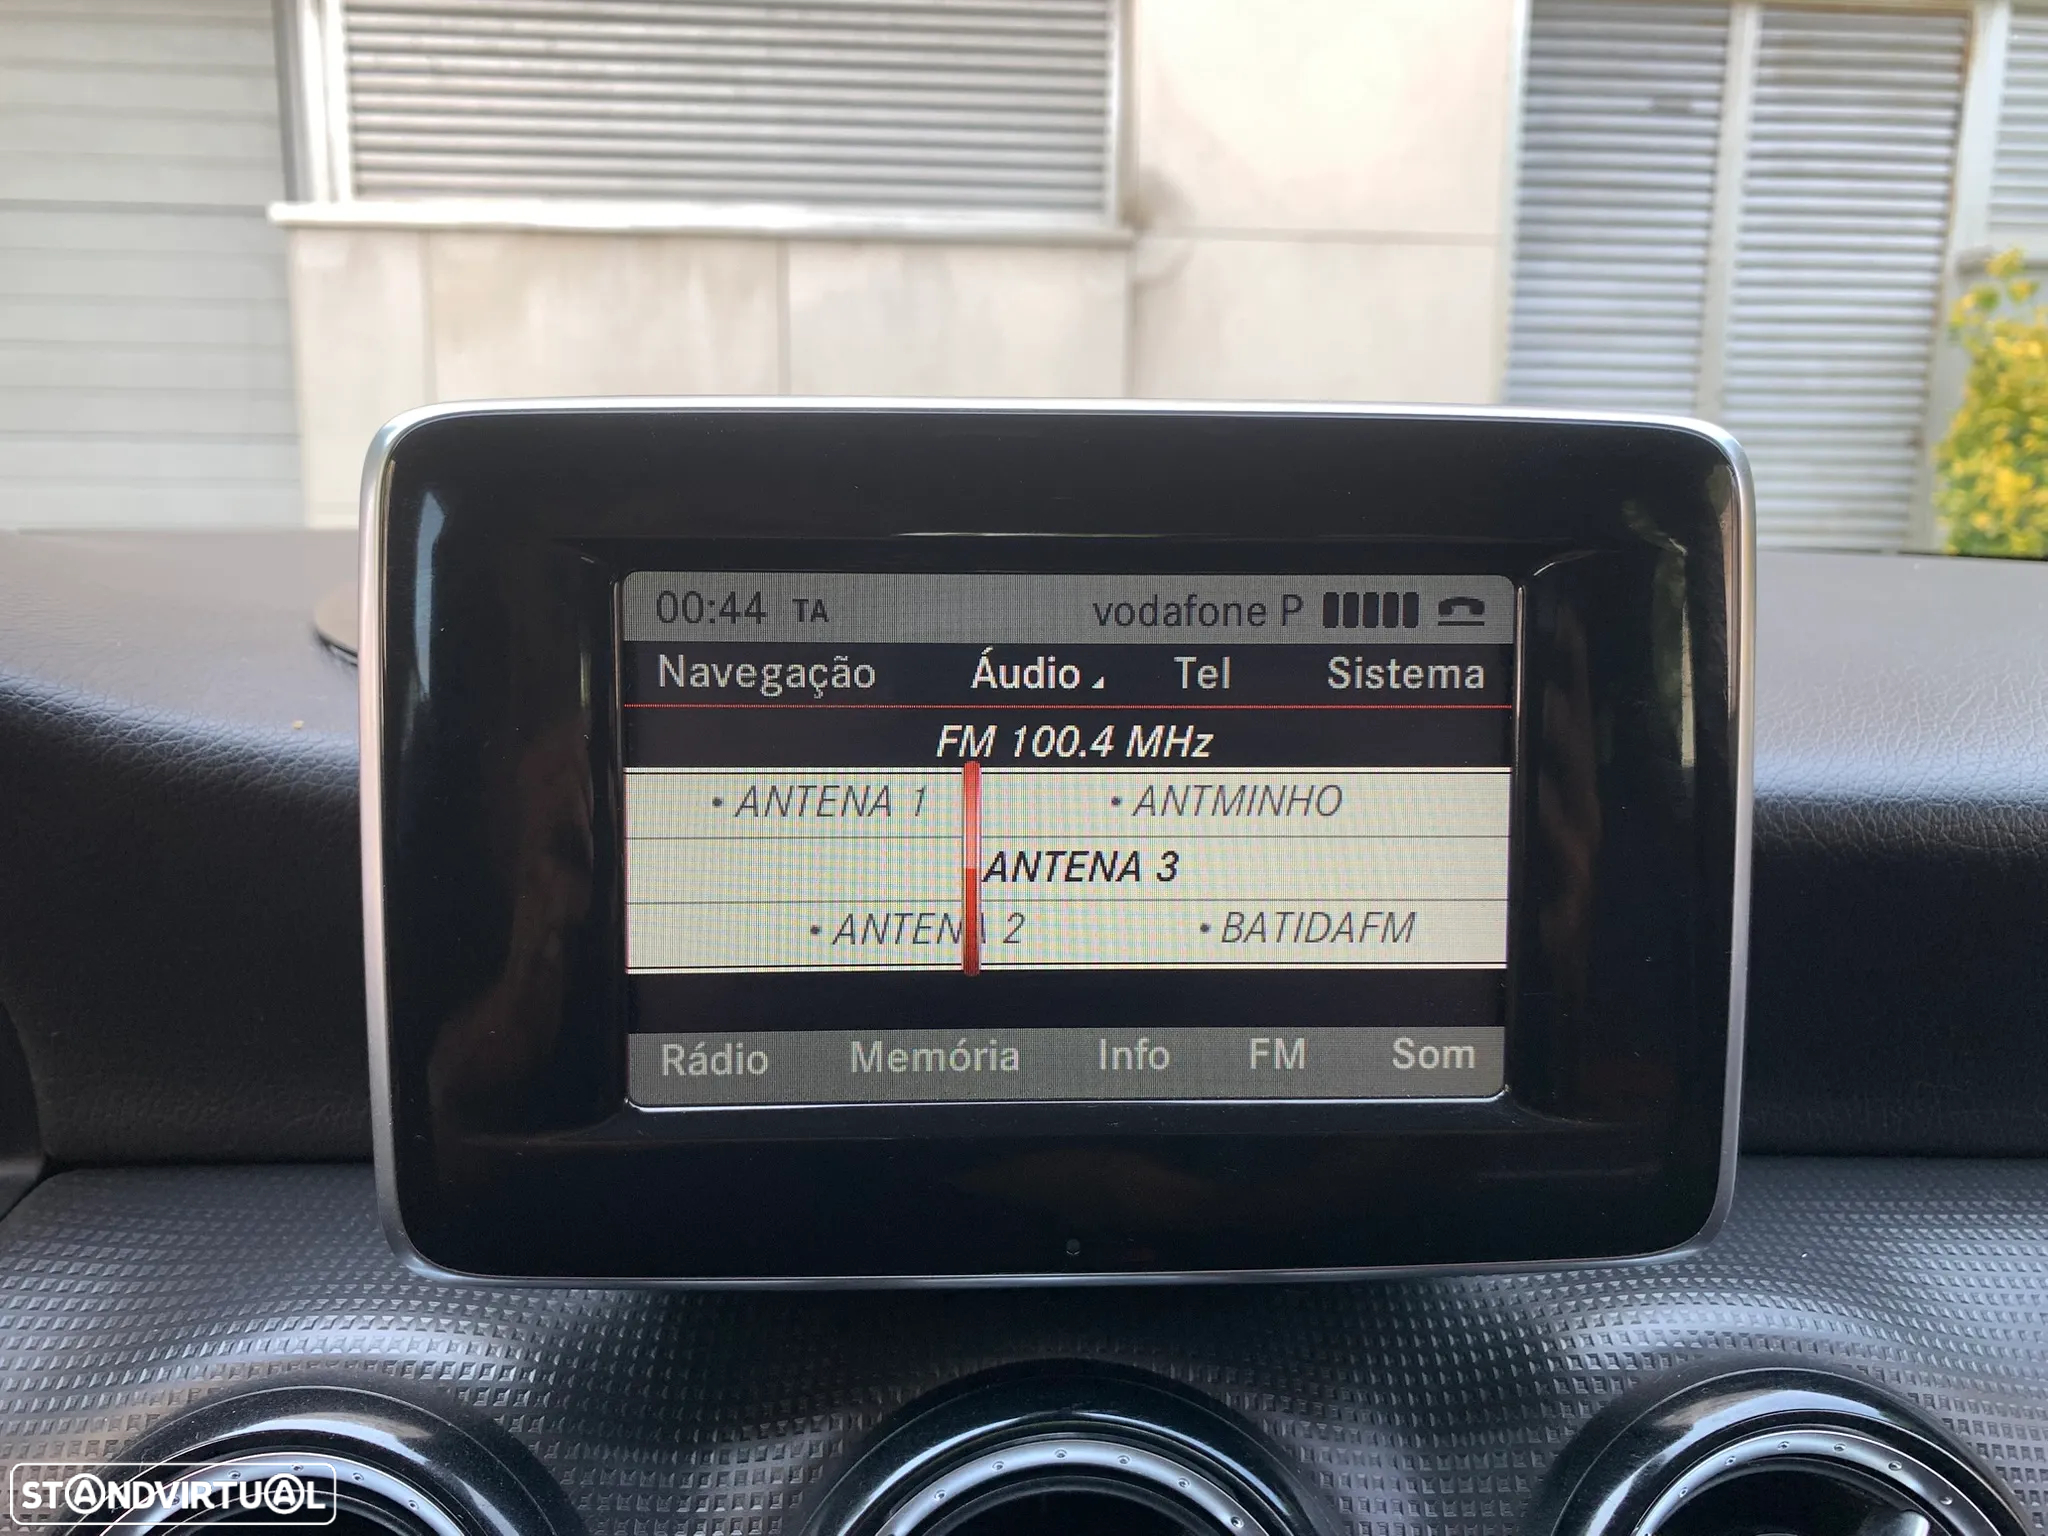 00:44 TA vodafone P
Navegação Áudio Tel Sistema
FM 100.4 MHz
• ANTENA 1 • ANTMINHO
ANTENA 3
• ANTENA 2 • BATIDAFM
Rádio Memória Info FM Som
STANDVIRTUAL